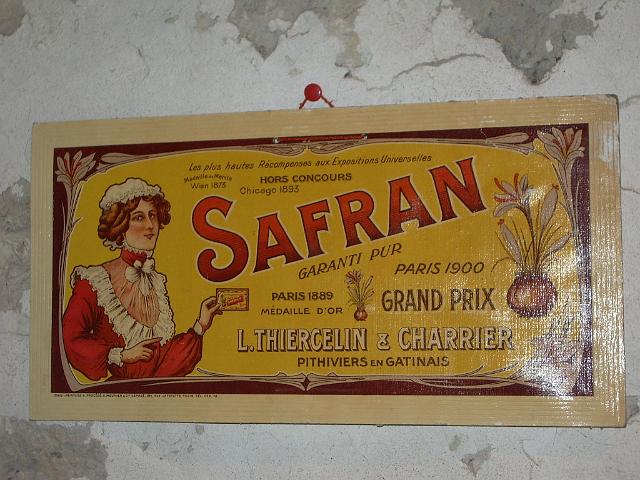 Les plus hautes Récompenses aux Expositions Universelles
Médaille de Mérite
Wien 1873
HORS CONCOURS
Chicago 1893
SAFRAN
GARANTI PUR
PARIS 1900
PARIS 1889
MÉDAILLE D'OR
GRAND PRIX
L. THIERCELIN & CHARRIER
PITHIVIERS EN GATINAIS